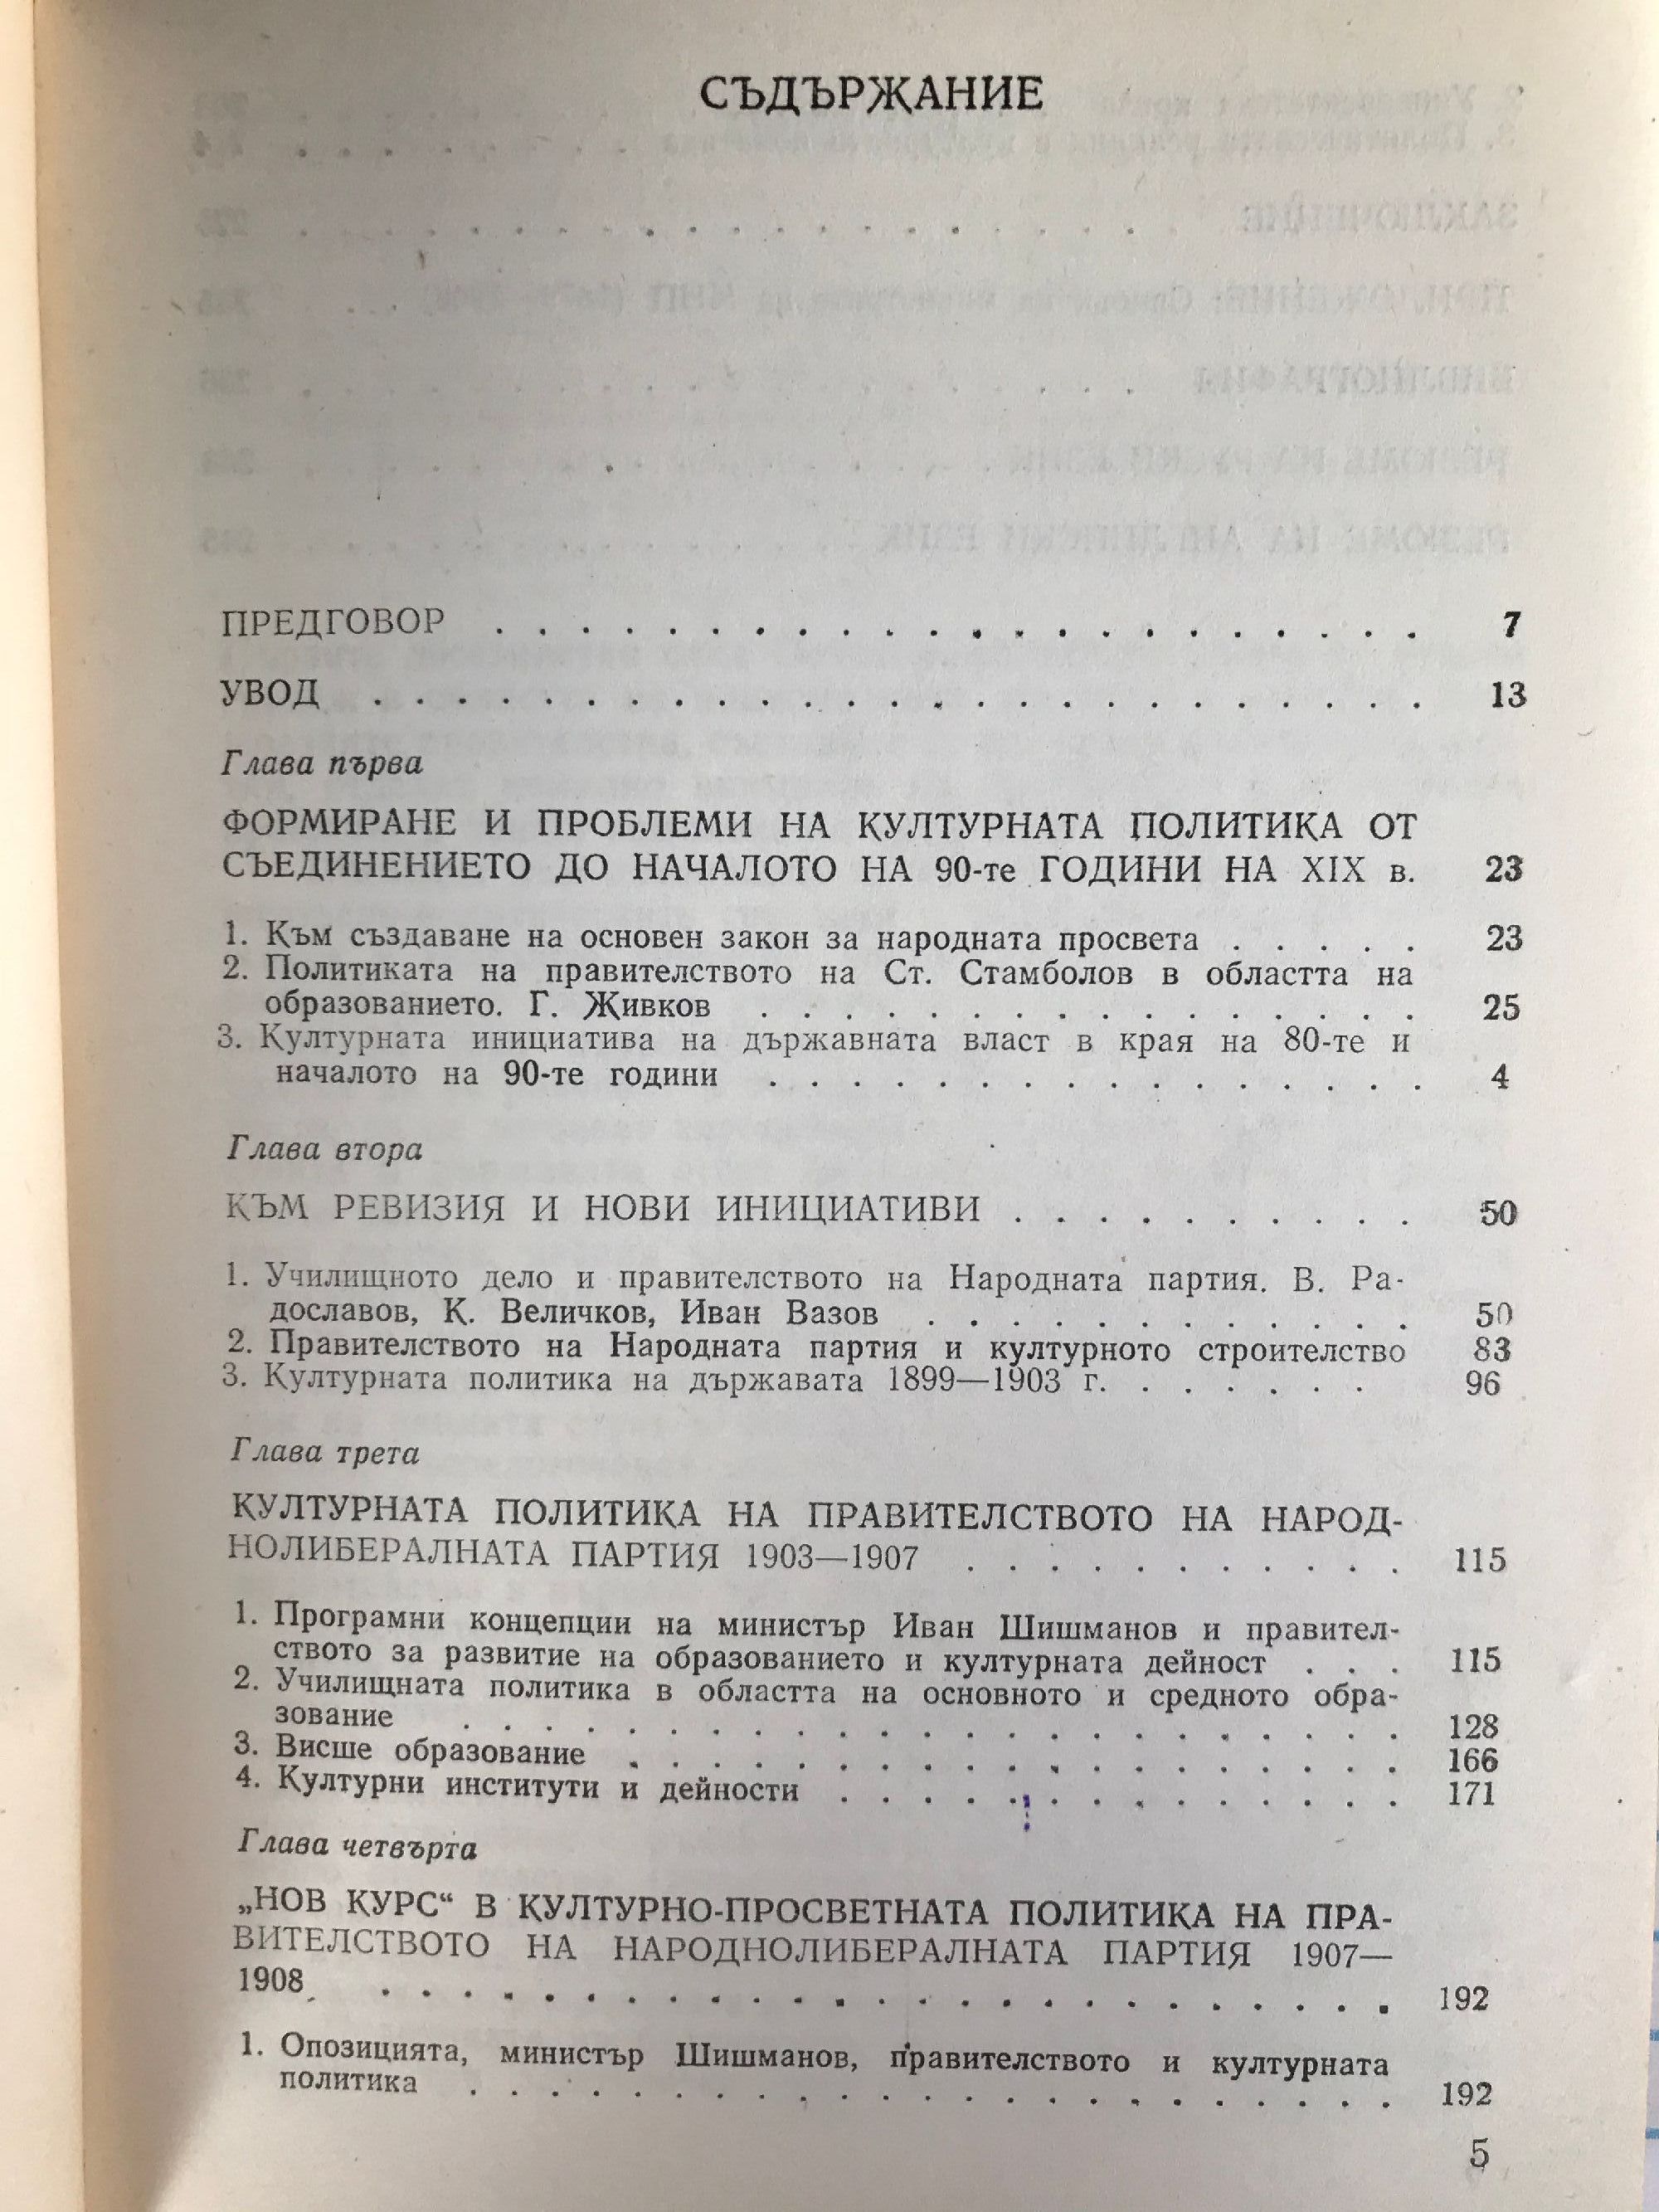 СЪДЪРЖАНИЕ
ПРЕДГОВОР . . . . . . . . . . . . . . . . . . . . . . 7
УВОД . . . . . . . . . . . . . . . . . . . . . . . . . 13
Глава първа
ФОРМИРАНЕ И ПРОБЛЕМИ НА КУЛТУРНАТА ПОЛИТИКА ОТ
СЪЕДИНЕНИЕТО ДО НАЧАЛОТО НА 90-те ГОДИНИ НА XIX в. 23
1. Към създаване на основен закон за народната просвета . . . . . 23
2. Политиката на правителството на Ст. Стамболов в областта на
образованието. Г. Живков . . . . . . . . . . . . . . . . 25
3. Културната инициатива на държавната власт в края на 80-те и
началото на 90-те години . . . . . . . . . . . . . . . . 4
Глава втора
КЪМ РЕВИЗИЯ И НОВИ ИНИЦИАТИВИ . . . . . . . . . . 50
1. Училищното дело и правителството на Народната партия. В. Ра-
дославов, К. Величков, Иван Вазов . . . . . . . . . . . . 50
2. Правителството на Народната партия и културното строителство 83
3. Културната политика на държавата 1899—1903 г. . . . . . . 96
Глава трета
КУЛТУРНАТА ПОЛИТИКА НА ПРАВИТЕЛСТВОТО НА НАРОД-
НОЛИБЕРАЛНАТА ПАРТИЯ 1903—1907 . . . . . . . . . . . 115
1. Програмни концепции на министър Иван Шишманов и правител-
ството за развитие на образованието и културната дейност . . . 115
2. Училищната политика в областта на основното и средното обра-
зование . . . . . . . . . . . . . . . . . . . . . . . 128
3. Висше образование . . . . . . . . . . . . . . . . . . . 166
4. Културни институти и дейности . . . . . . . . . . . . . . 171
Глава четвърта
„НОВ КУРС“ В КУЛТУРНО-ПРОСВЕТНАТА ПОЛИТИКА НА ПРА-
ВИТЕЛСТВОТО НА НАРОДНОЛИБЕРАЛНАТА ПАРТИЯ 1907—
1908 . . . . . . . . . . . . . . . . . . . . . . . . . 192
1. Опозицията, министър Шишманов, правителството и културната
политика . . . . . . . . . . . . . . . . . . . . . . . 192
5